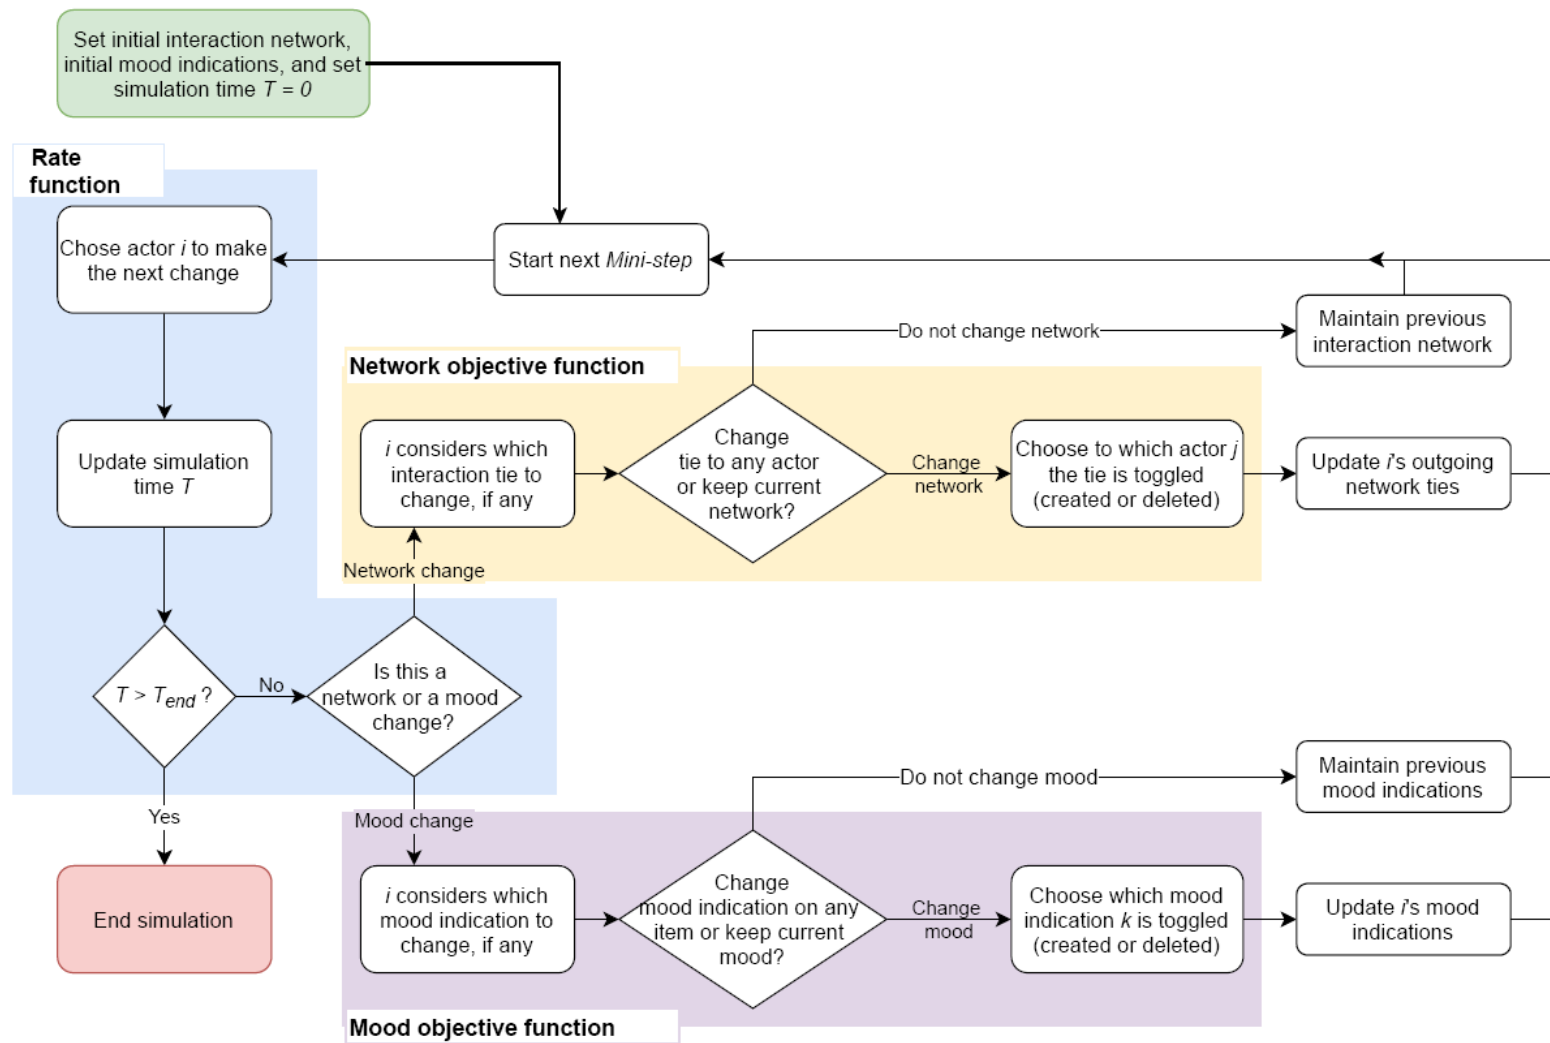 Set initial interaction network,
initial mood indications, and set
simulation time T = 0
Rate
function
Chose actor i to make
the next change
Start next Mini-step
Update simulation
time T
T > Tend ?
No
Yes
End simulation
Is this a
network or a mood
change?
Network change
Mood change
Network objective function
i considers which
interaction tie to
change, if any
Change
tie to any actor
or keep current
network?
Do not change network
Maintain previous
interaction network
Change
network
Choose to which actor j
the tie is toggled
(created or deleted)
Update i's outgoing
network ties
i considers which
mood indication to
change, if any
Change
mood indication on any
item or keep current
mood?
Do not change mood
Maintain previous
mood indications
Change
mood
Choose which mood
indication k is toggled
(created or deleted)
Update i's mood
indications
Mood objective function